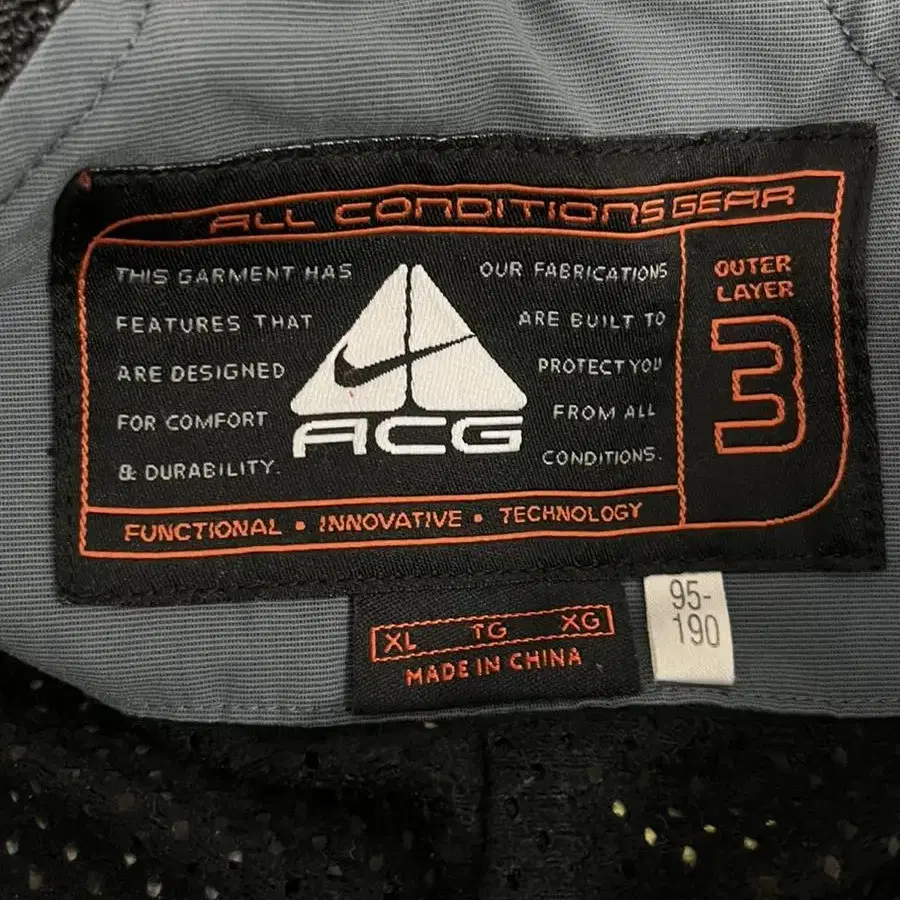 ALL CONDITIONS GEAR
THIS GARMENT HAS
FEATURES THAT
ARE DESIGNED
FOR COMFORT
& DURABILITY.
ACG
OUR FABRICATIONS
ARE BUILT TO
PROTECT YOU
FROM ALL
CONDITIONS.
OUTER
LAYER
3
FUNCTIONAL • INNOVATIVE • TECHNOLOGY
XL TG XG
MADE IN CHINA
95-
190